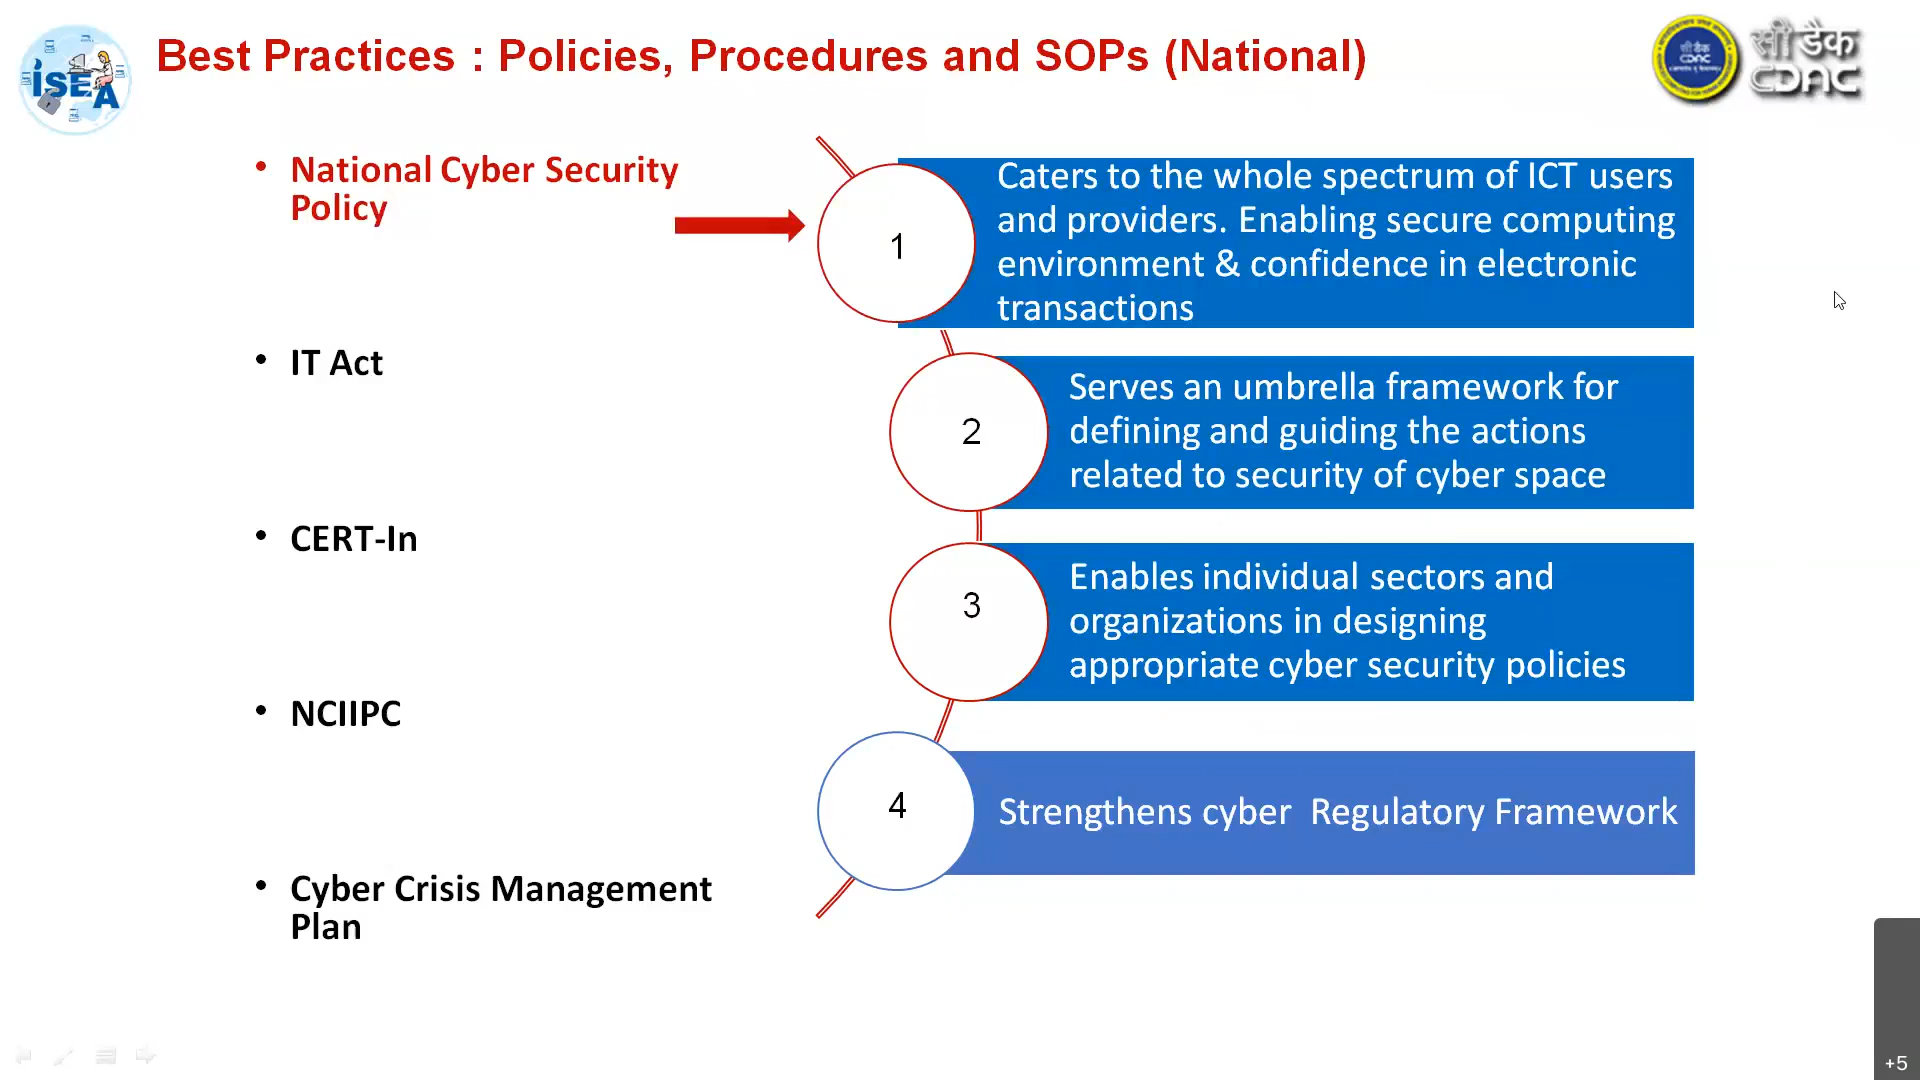 iSEA
Best Practices : Policies, Procedures and SOPs (National)
सी डैक
CDAC
सी डैक
CDAC
• National Cyber Security
Policy
1
Caters to the whole spectrum of ICT users
and providers. Enabling secure computing
environment & confidence in electronic
transactions
• IT Act
2
Serves an umbrella framework for
defining and guiding the actions
related to security of cyber space
• CERT-In
3
Enables individual sectors and
organizations in designing
appropriate cyber security policies
• NCIIPC
4
Strengthens cyber  Regulatory Framework
• Cyber Crisis Management
Plan
+5